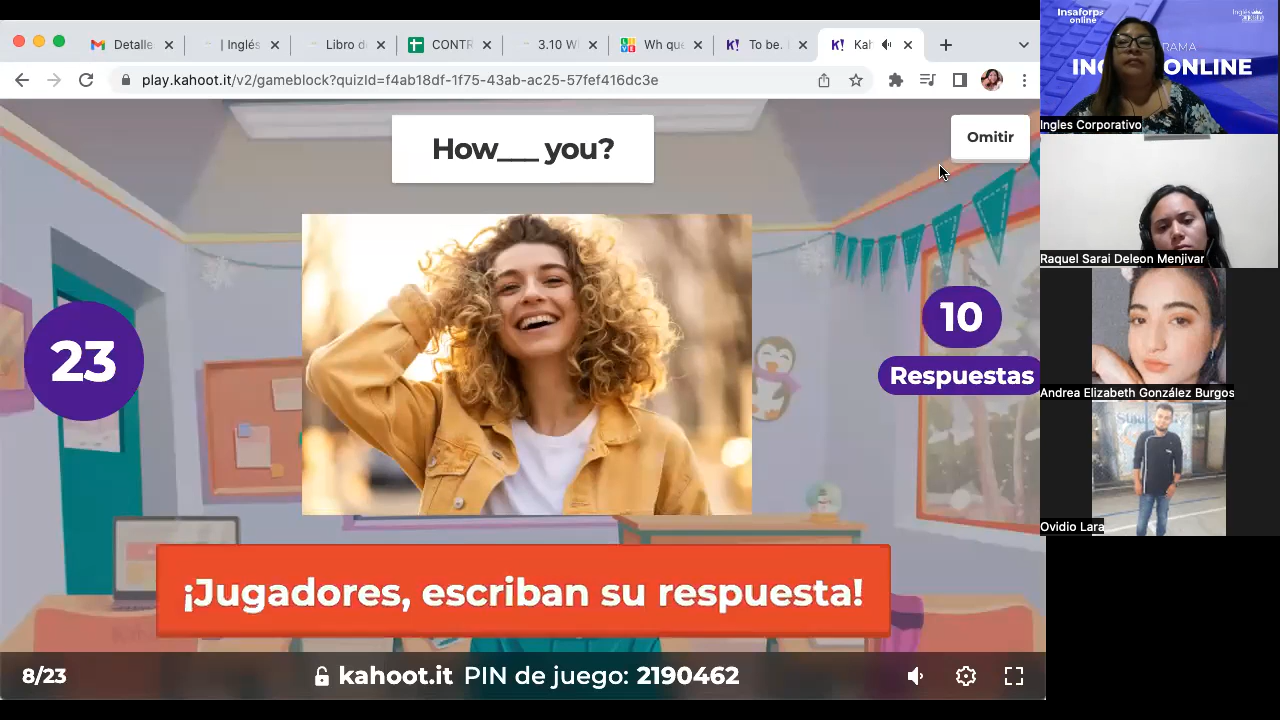 Detalle
| Inglés
Libro d
CONTR
3.10 W
Wh que
K! To be. I
K! Kah
play.kahoot.it/v2/gameblock?quizId=f4ab18df-1f75-43ab-ac25-57fef416dc3e
How___ you?
Omitir
23
10
Respuestas
¡Jugadores, escriban su respuesta!
8/23
kahoot.it PIN de juego: 2190462
Insaforp
online
Inglés
RAMA
ONLINE
Ingles Corporativo
Raquel Sarai Deleon Menjivar
Andrea Elizabeth González Burgos
Ovidio Lara